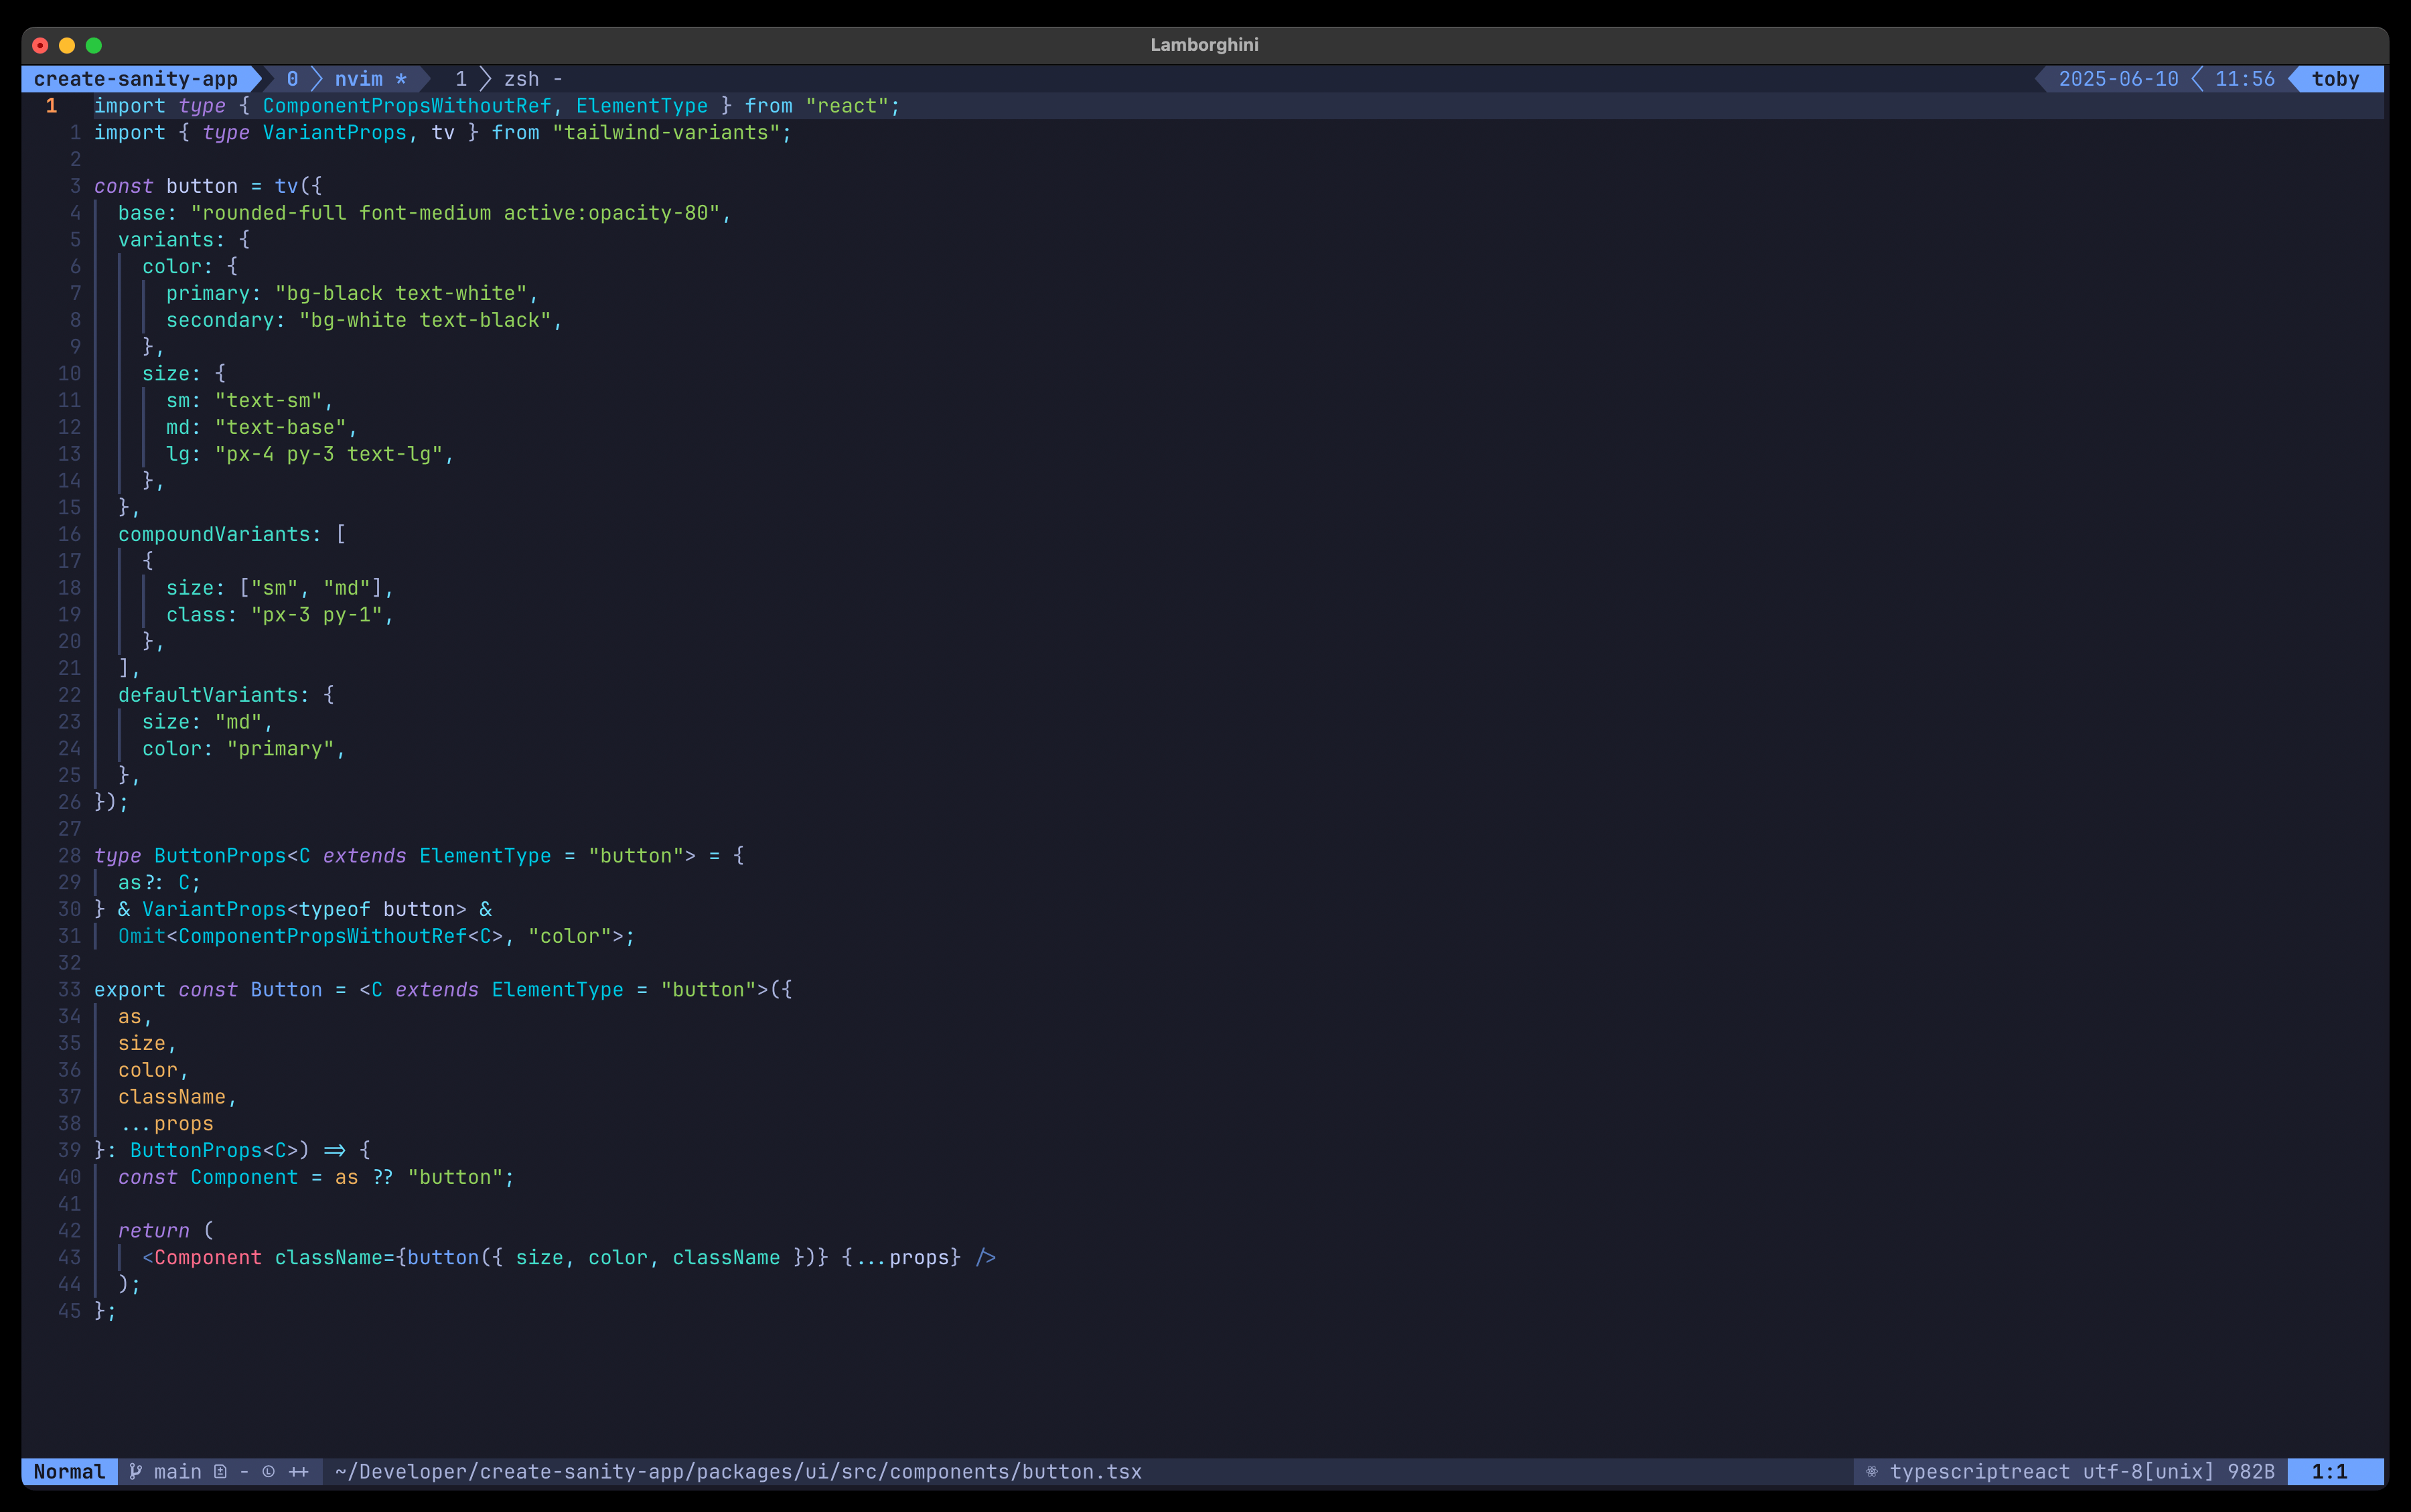 Lamborghini
create-sanity-app 0 nvim * 1 zsh - 2025-06-10 11:56 toby
1 import type { ComponentPropsWithoutRef, ElementType } from "react";
1 import { type VariantProps, tv } from "tailwind-variants";
2
3 const button = tv({
4 base: "rounded-full font-medium active:opacity-80",
5 variants: {
6 color: {
7 primary: "bg-black text-white",
8 secondary: "bg-white text-black",
9 },
10 size: {
11 sm: "text-sm",
12 md: "text-base",
13 lg: "px-4 py-3 text-lg",
14 },
15 },
16 compoundVariants: [
17 {
18 size: ["sm", "md"],
19 class: "px-3 py-1",
20 },
21 ],
22 defaultVariants: {
23 size: "md",
24 color: "primary",
25 },
26 });
27
28 type ButtonProps<C extends ElementType = "button"> = {
29 as?: C;
30 } & VariantProps<typeof button> &
31 Omit<ComponentPropsWithoutRef<C>, "color">;
32
33 export const Button = <C extends ElementType = "button">({
34 as,
35 size,
36 color,
37 className,
38 ...props
39 }: ButtonProps<C>) => {
40 const Component = as ?? "button";
41
42 return (
43 <Component className={button({ size, color, className })} {...props} />
44 );
45 };
Normal main - ++ ~/Developer/create-sanity-app/packages/ui/src/components/button.tsx typescriptreact utf-8[unix] 982B 1:1